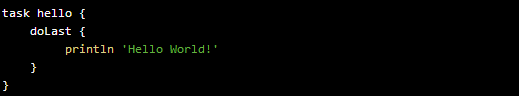 task hello {
    doLast {
         println 'Hello World!'
    }
}